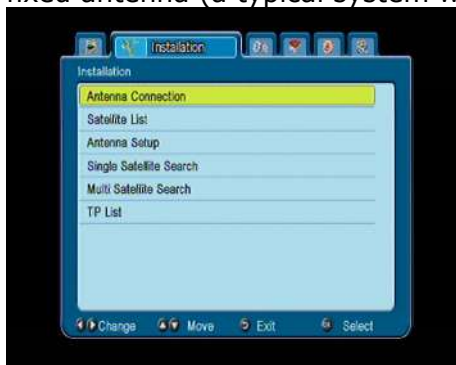 fixed antenna (a typical system w
Installation
Installation
Antenna Connection
Satellite List
Antenna Setup
Single Satellite Search
Multi Satellite Search
TP List
Change Move Exit Select